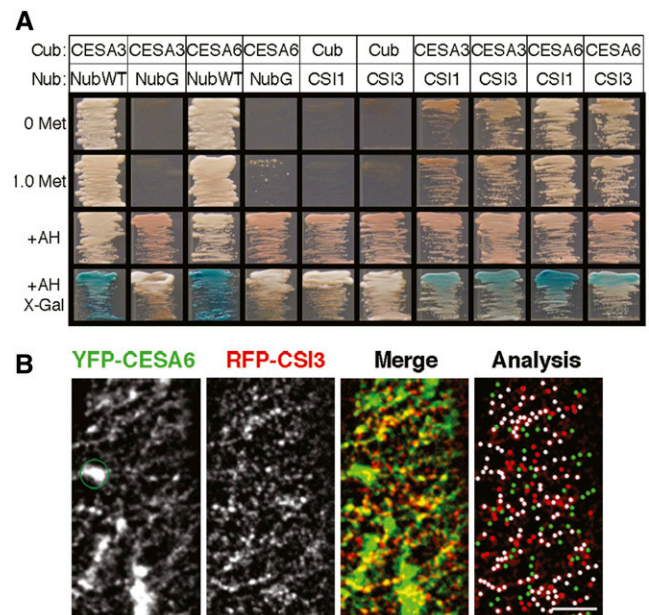 A
Cub: CESA3 CESA3 CESA6 CESA6 Cub Cub CESA3 CESA3 CESA6 CESA6
Nub: NubWT NubG NubWT NubG CSI1 CSI3 CSI1 CSI3 CSI1 CSI3
0 Met
1.0 Met
+AH
+AH
X-Gal
B
YFP-CESA6 RFP-CSI3 Merge Analysis